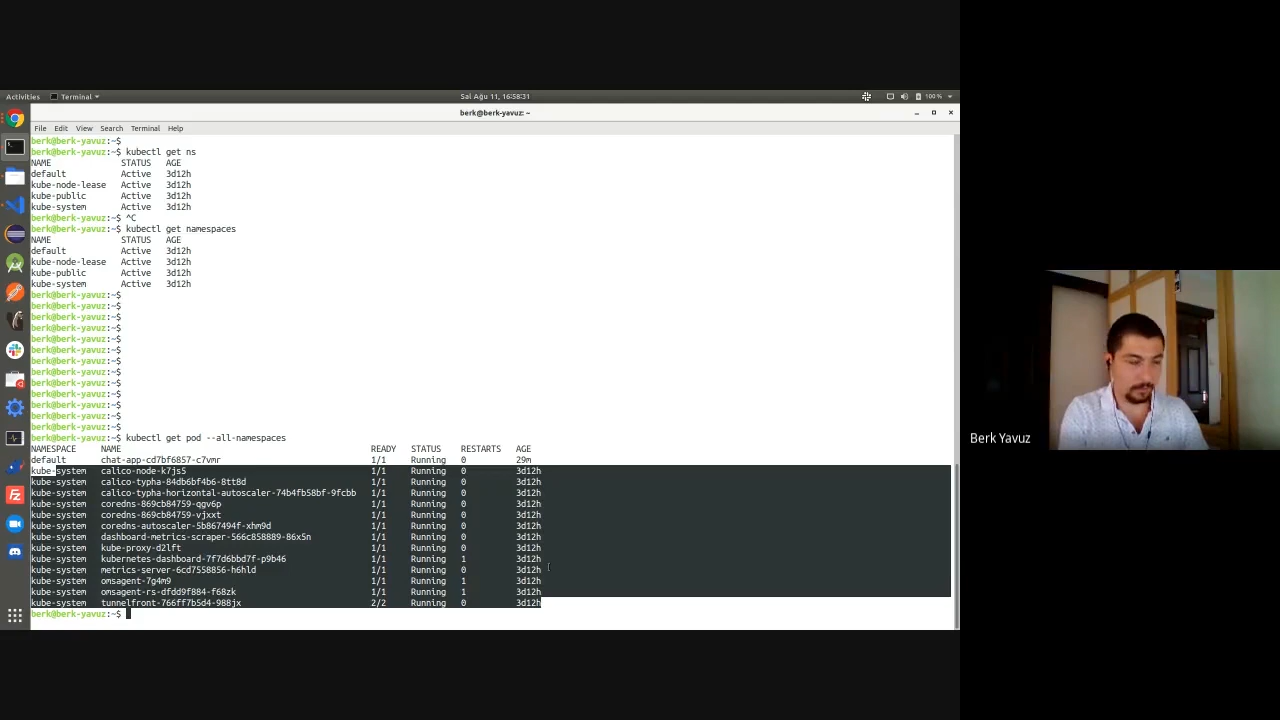 Activities Terminal Sal Ağu 11, 16:58:31 100 %
berk@berk-yavuz: ~
File Edit View Search Terminal Help
berk@berk-yavuz:~$
berk@berk-yavuz:~$ kubectl get ns
NAME STATUS AGE
default Active 3d12h
kube-node-lease Active 3d12h
kube-public Active 3d12h
kube-system Active 3d12h
berk@berk-yavuz:~$ ^C
berk@berk-yavuz:~$ kubectl get namespaces
NAME STATUS AGE
default Active 3d12h
kube-node-lease Active 3d12h
kube-public Active 3d12h
kube-system Active 3d12h
berk@berk-yavuz:~$
berk@berk-yavuz:~$
berk@berk-yavuz:~$
berk@berk-yavuz:~$
berk@berk-yavuz:~$
berk@berk-yavuz:~$
berk@berk-yavuz:~$
berk@berk-yavuz:~$
berk@berk-yavuz:~$
berk@berk-yavuz:~$
berk@berk-yavuz:~$
berk@berk-yavuz:~$
berk@berk-yavuz:~$
berk@berk-yavuz:~$ kubectl get pod --all-namespaces
NAMESPACE NAME READY STATUS RESTARTS AGE
default chat-app-cd7bf6857-c7vmr 1/1 Running 0 29m
kube-system calico-node-k7js5 1/1 Running 0 3d12h
kube-system calico-typha-84db6bf4b6-8tt8d 1/1 Running 0 3d12h
kube-system calico-typha-horizontal-autoscaler-74b4fb58bf-9fcbb 1/1 Running 0 3d12h
kube-system coredns-869cb84759-qgv6p 1/1 Running 0 3d12h
kube-system coredns-869cb84759-vjxxt 1/1 Running 0 3d12h
kube-system coredns-autoscaler-5b867494f-xhm9d 1/1 Running 0 3d12h
kube-system dashboard-metrics-scraper-566c858889-86x5n 1/1 Running 0 3d12h
kube-system kube-proxy-d2lft 1/1 Running 0 3d12h
kube-system kubernetes-dashboard-7f7d6bbd7f-p9b46 1/1 Running 1 3d12h
kube-system metrics-server-6cd7558856-h6hld 1/1 Running 0 3d12h
kube-system omsagent-7g4m9 1/1 Running 1 3d12h
kube-system omsagent-rs-dfdd9f884-f68zk 1/1 Running 1 3d12h
kube-system tunnelfront-766ff7b5d4-988jx 2/2 Running 0 3d12h
berk@berk-yavuz:~$
Berk Yavuz